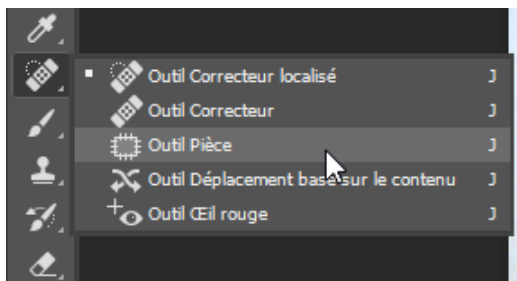 Outil Correcteur localisé J
Outil Correcteur J
Outil Pièce J
Outil Déplacement basé sur le contenu J
Outil Œil rouge J